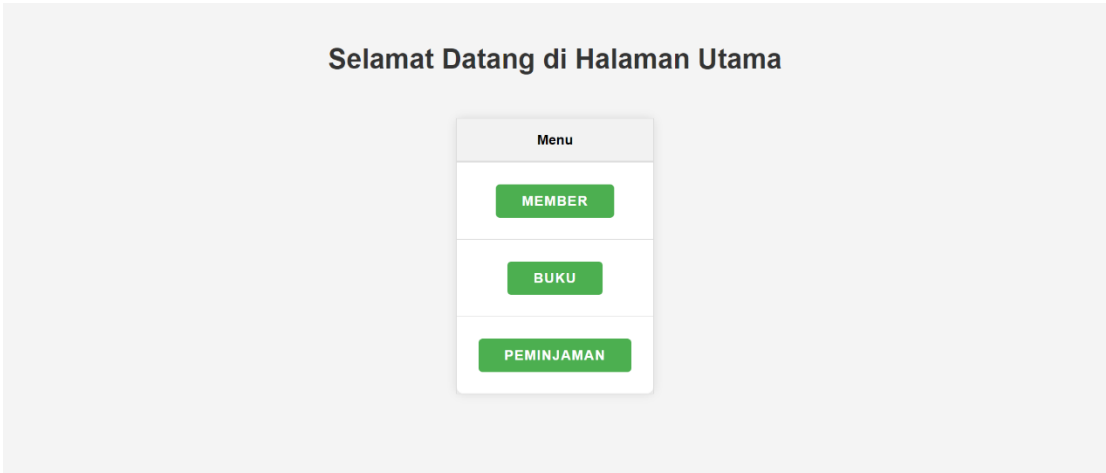 Selamat Datang di Halaman Utama
Menu
MEMBER
BUKU
PEMINJAMAN